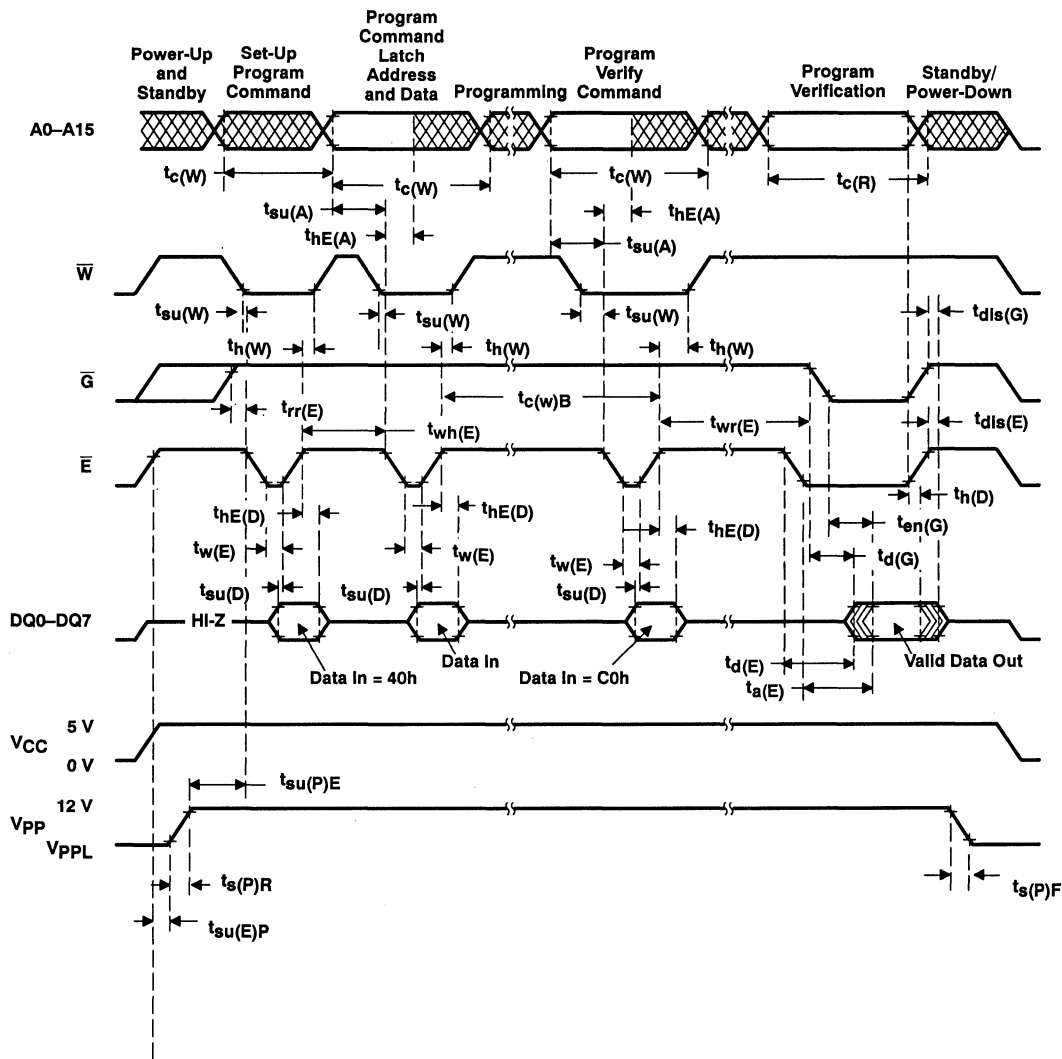 Power-Up
and
Standby
Set-Up
Program
Command
Program
Command
Latch
Address
and Data
Programming
Program
Verify
Command
Program
Verification
Standby/
Power-Down
A0–A15
tc(W)
tc(W)
tc(W)
tc(R)
tsu(A)
thE(A)
thE(A)
tsu(A)
W
tsu(W)
tsu(W)
tsu(W)
tdis(G)
th(W)
th(W)
th(W)
G
trr(E)
tc(w)B
twh(E)
twr(E)
tdis(E)
E
thE(D)
thE(D)
thE(D)
th(D)
ten(G)
tw(E)
tw(E)
tw(E)
td(G)
tsu(D)
tsu(D)
tsu(D)
DQ0–DQ7
HI-Z
Data In = 40h
Data In
Data In = C0h
Valid Data Out
td(E)
ta(E)
5 V
VCC
0 V
tsu(P)E
12 V
VPP
VPPL
ts(P)R
ts(P)F
tsu(E)P